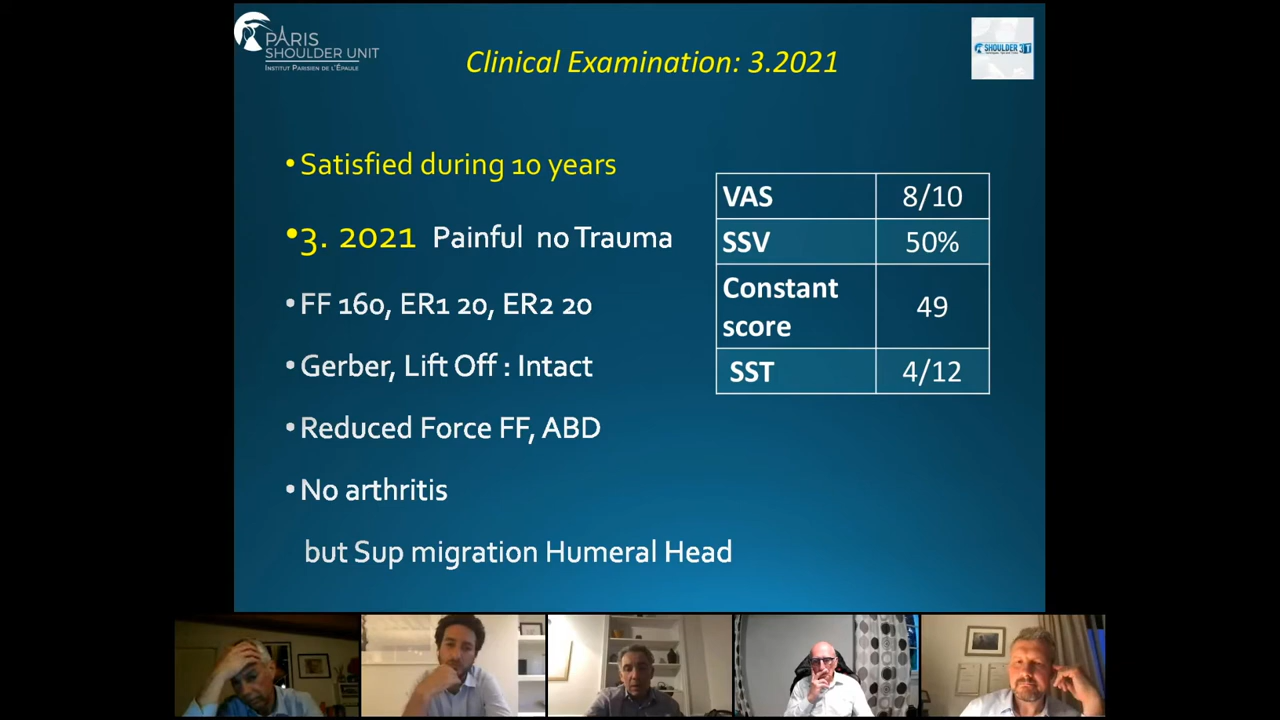 PARIS
SHOULDER UNIT
INSTITUT PARISIEN DE L'ÉPAULE
Clinical Examination: 3.2021
SHOULDER
• Satisfied during 10 years
•3. 2021 Painful no Trauma
• FF 160, ER1 20, ER2 20
• Gerber, Lift Off : Intact
• Reduced Force FF, ABD
• No arthritis
but Sup migration Humeral Head
VAS 8/10
SSV 50%
Constant
score 49
SST 4/12